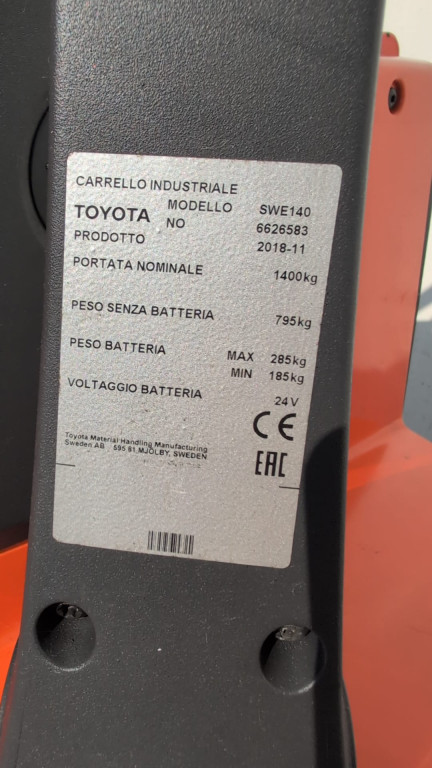 CARRELLO INDUSTRIALE
TOYOTA MODELLO SWE140
NO 6626583
PRODOTTO 2018-11
PORTATA NOMINALE 1400kg
PESO SENZA BATTERIA 795kg
PESO BATTERIA MAX 285kg
MIN 185kg
VOLTAGGIO BATTERIA 24V
CE
Toyota Material Handling Manufacturing
Sweden AB 595 81 MJÖLBY, SWEDEN
EAC